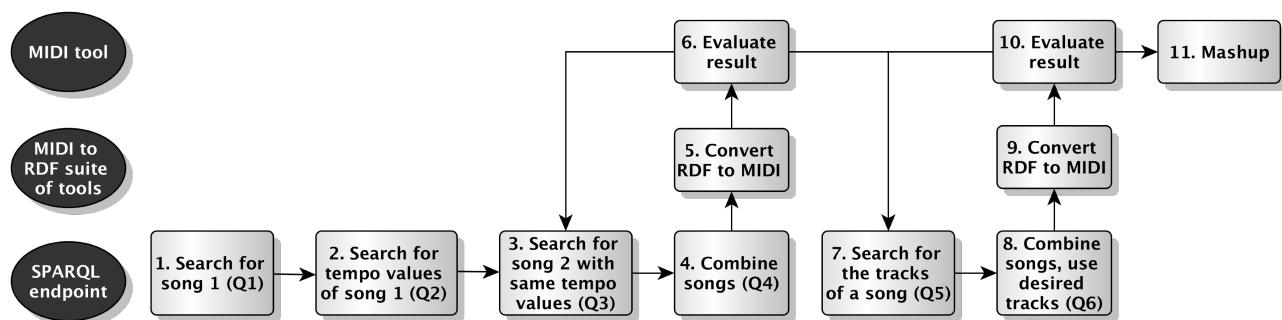 MIDI tool
6. Evaluate
result
10. Evaluate
result
11. Mashup
MIDI to
RDF suite
of tools
5. Convert
RDF to MIDI
9. Convert
RDF to MIDI
SPARQL
endpoint
1. Search for
song 1 (Q1)
2. Search for
tempo values
of song 1 (Q2)
3. Search for
song 2 with
same tempo
values (Q3)
4. Combine
songs (Q4)
7. Search for
the tracks
of a song (Q5)
8. Combine
songs, use
desired
tracks (Q6)